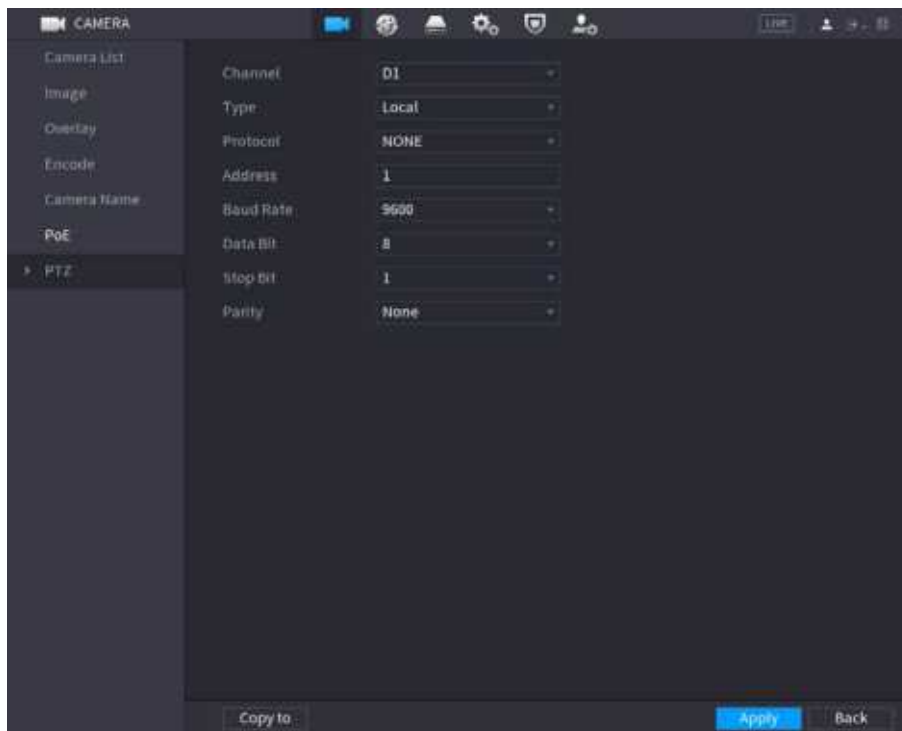 CAMERA
LIVE
Camera List
Image
Overlay
Encode
Camera Name
PoE
PTZ
Channel D1
Type Local
Protocol NONE
Address 1
Baud Rate 9600
Data Bit 8
Stop Bit 1
Parity None
Copy to Apply Back